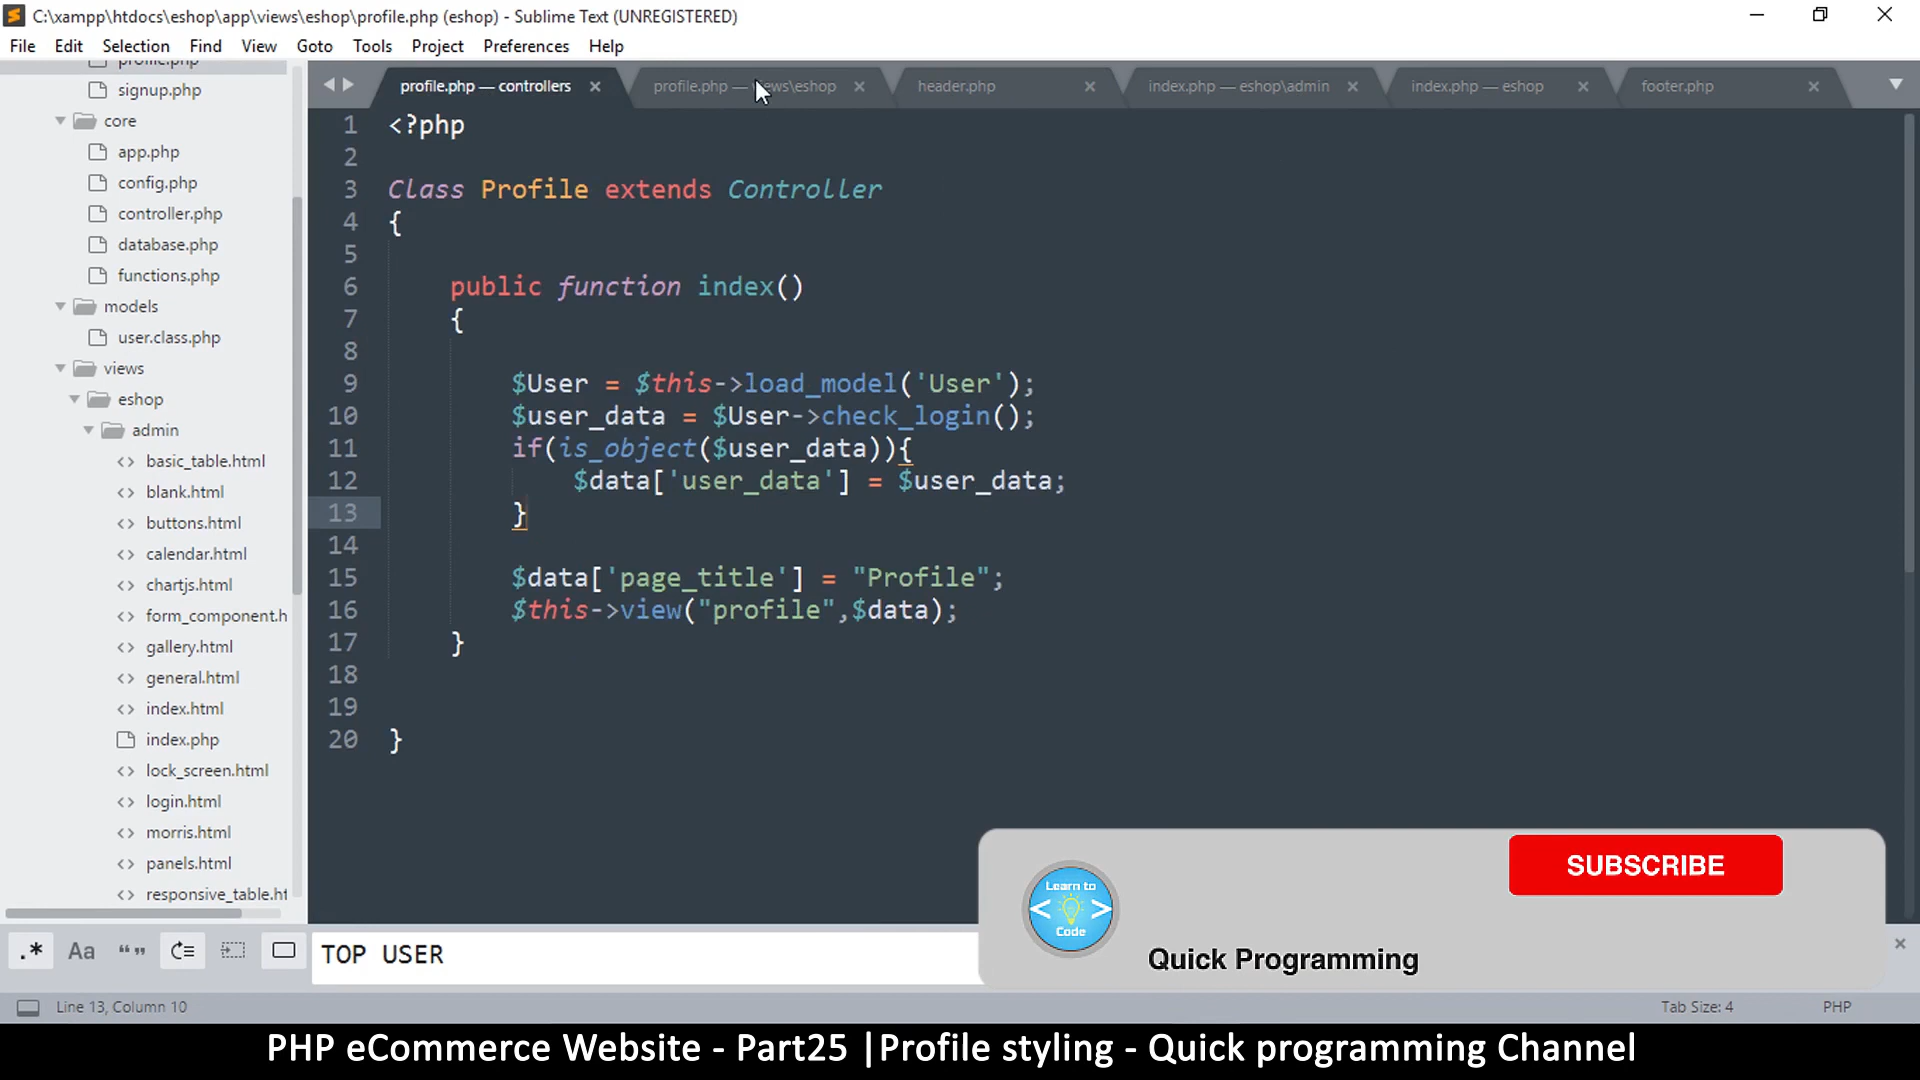 C:\xampp\htdocs\eshop\app\views\eshop\profile.php (eshop) - Sublime Text (UNREGISTERED)
File Edit Selection Find View Goto Tools Project Preferences Help
profile.php
signup.php
core
app.php
config.php
controller.php
database.php
functions.php
models
user.class.php
views
eshop
admin
basic_table.html
blank.html
buttons.html
calendar.html
chartjs.html
form_component.h
gallery.html
general.html
index.html
index.php
lock_screen.html
login.html
morris.html
panels.html
responsive_table.ht
profile.php — controllers
profile.php — views\eshop
header.php
index.php — eshop\admin
index.php — eshop
footer.php
1 <?php
2
3 Class Profile extends Controller
4 {
5
6 public function index()
7 {
8
9 $User = $this->load_model('User');
10 $user_data = $User->check_login();
11 if(is_object($user_data)){
12 $data['user_data'] = $user_data;
13 }
14
15 $data['page_title'] = "Profile";
16 $this->view("profile",$data);
17 }
18
19
20 }
.* Aa “ ”
TOP USER
Learn to
< >
Code
SUBSCRIBE
Quick Programming
Line 13, Column 10
Tab Size: 4
PHP
PHP eCommerce Website - Part25 |Profile styling - Quick programming Channel